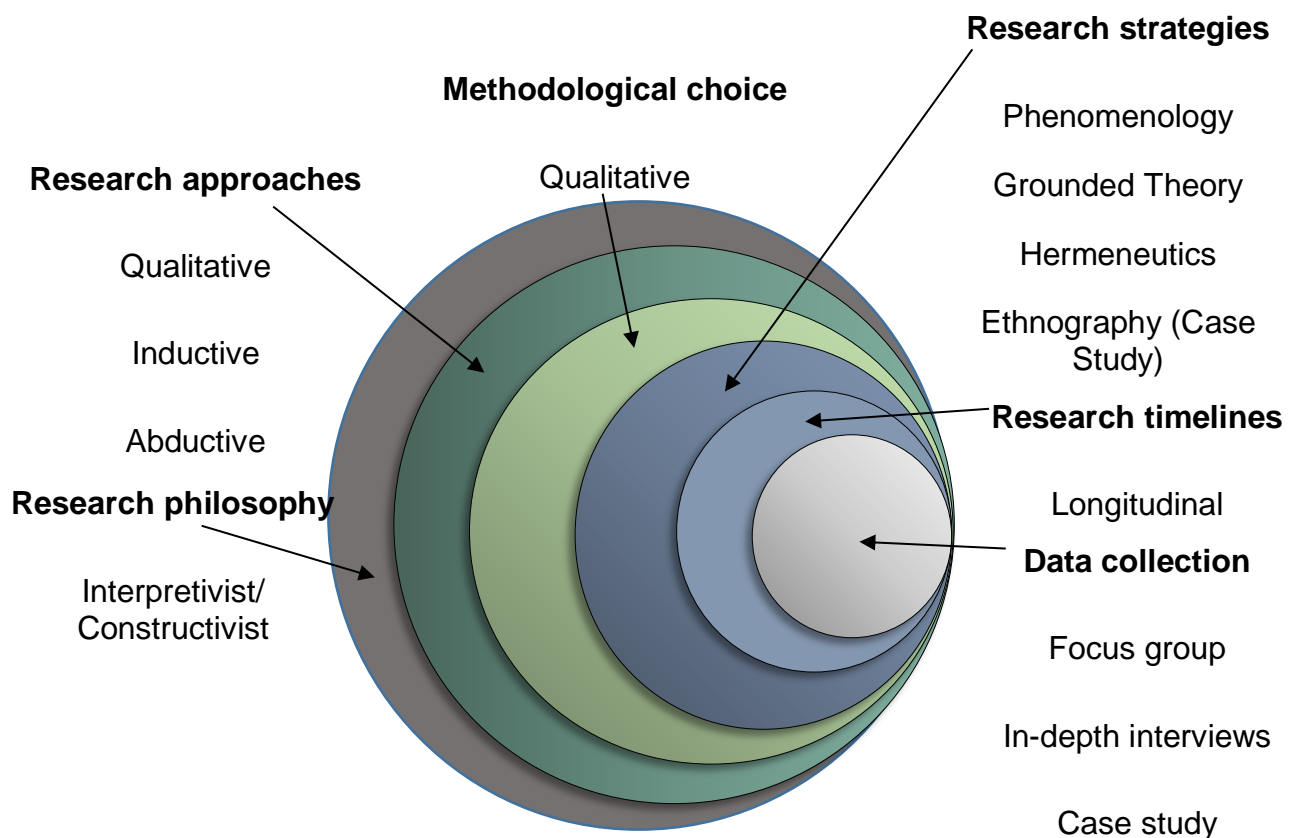 Research strategies
Methodological choice
Phenomenology
Research approaches
Qualitative
Grounded Theory
Qualitative
Hermeneutics
Inductive
Ethnography (Case
Study)
Abductive
Research timelines
Research philosophy
Longitudinal
Data collection
Interpretivist/
Constructivist
Focus group
In-depth interviews
Case study